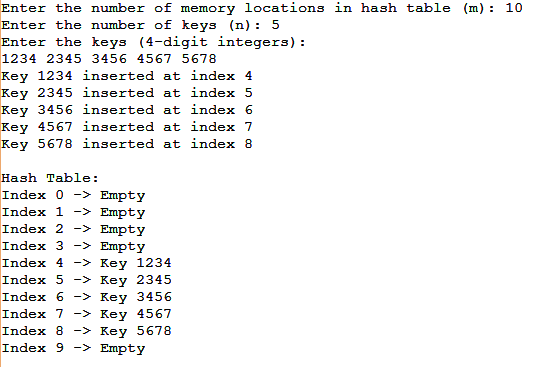 Enter the number of memory locations in hash table (m): 10
Enter the number of keys (n): 5
Enter the keys (4-digit integers):
1234 2345 3456 4567 5678
Key 1234 inserted at index 4
Key 2345 inserted at index 5
Key 3456 inserted at index 6
Key 4567 inserted at index 7
Key 5678 inserted at index 8
Hash Table:
Index 0 -> Empty
Index 1 -> Empty
Index 2 -> Empty
Index 3 -> Empty
Index 4 -> Key 1234
Index 5 -> Key 2345
Index 6 -> Key 3456
Index 7 -> Key 4567
Index 8 -> Key 5678
Index 9 -> Empty